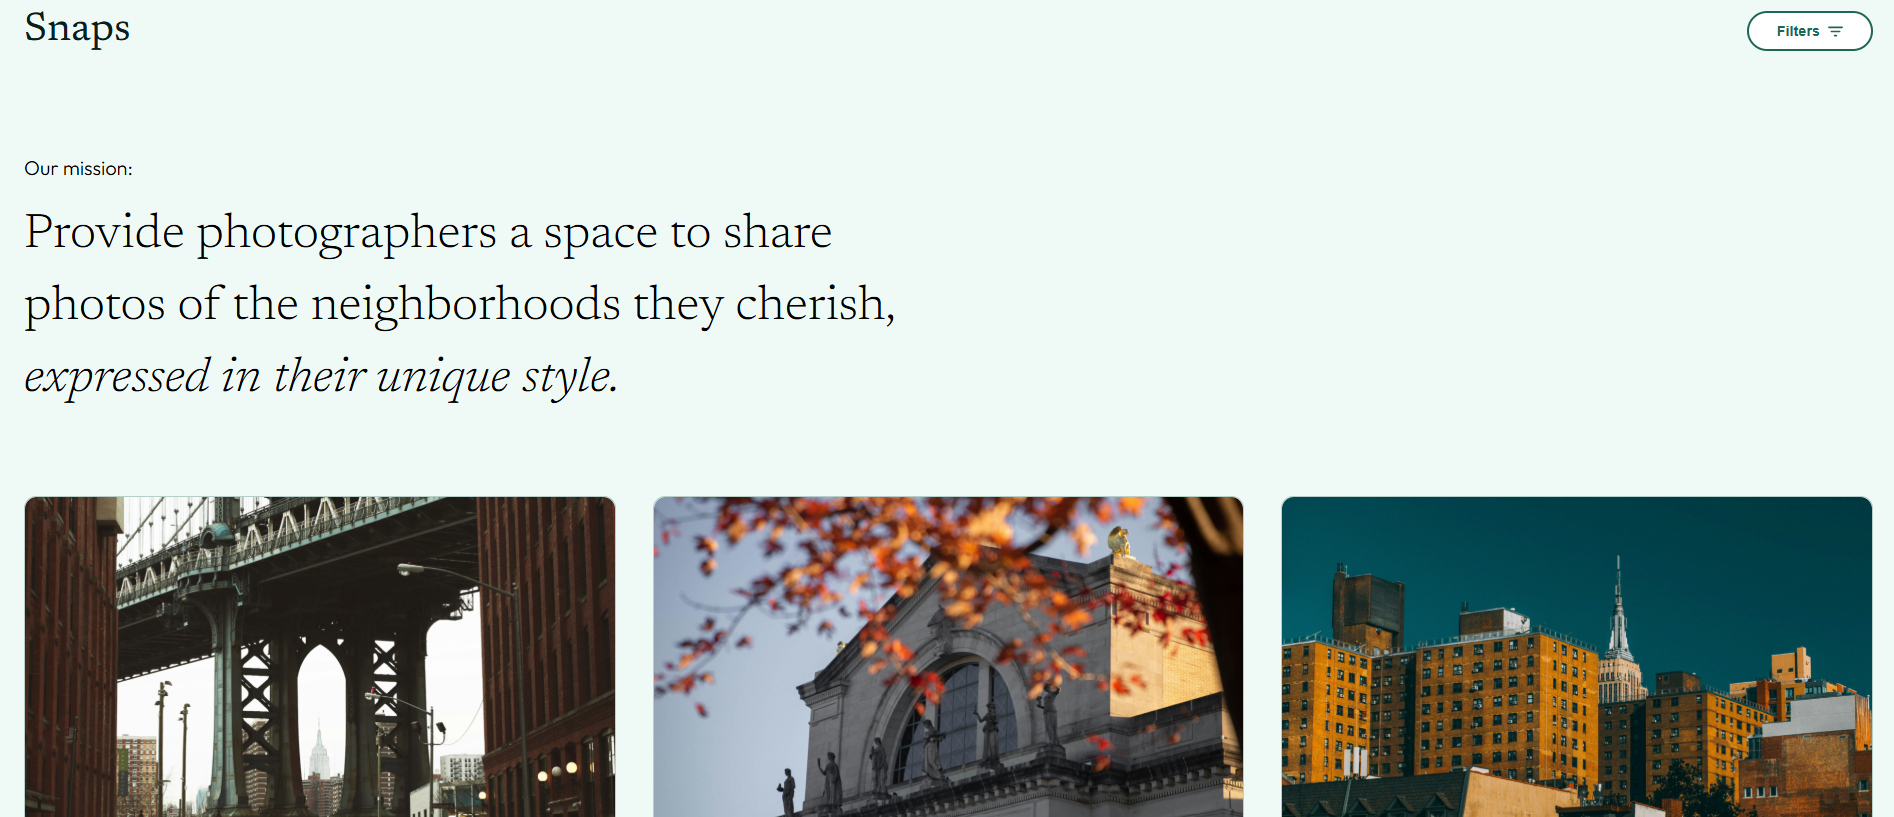 Snaps
Filters
Our mission:
Provide photographers a space to share
photos of the neighborhoods they cherish,
expressed in their unique style.